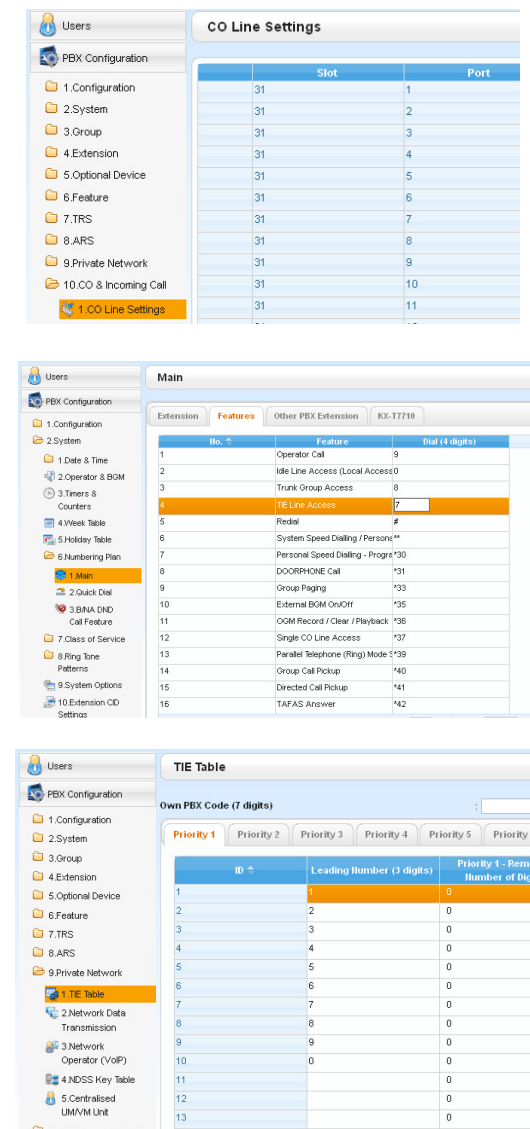 Users
CO Line Settings
PBX Configuration
Slot Port
1.Configuration
31 1
2.System
31 2
3.Group
31 3
4.Extension
31 4
5.Optional Device
31 5
6.Feature
31 6
7.TRS
31 7
8.ARS
31 8
9.Private Network
31 9
10.CO & Incoming Call
31 10
1.CO Line Settings
31 11
Users
Main
PBX Configuration
Extension Features Other PBX Extension KX-T7710
1.Configuration
2.System
1.Date & Time
2.Operator & BGM
3.Timers &
Counters
4.Week Table
5.Holiday Table
6.Numbering Plan
1.Main
2.Quick Dial
3.B/NA DND
Call Feature
7.Class of Service
8.Ring Tone
Patterns
9.System Options
10.Extension CID
Settings
No. Feature Dial (4 digits)
1 Operator Call 9
2 Idle Line Access (Local Access 0
3 Trunk Group Access 8
4 TIE Line Access 7
5 Redial #
6 System Speed Dialling / Persona **
7 Personal Speed Dialling - Progra *30
8 DOORPHONE Call *31
9 Group Paging *33
10 External BGM On/Off *35
11 OGM Record / Clear / Playback *36
12 Single CO Line Access *37
13 Parallel Telephone (Ring) Mode S *39
14 Group Call Pickup *40
15 Directed Call Pickup *41
16 TAFAS Answer *42
Users
TIE Table
PBX Configuration
Own PBX Code (7 digits) :
Priority 1 Priority 2 Priority 3 Priority 4 Priority 5 Priority
1.Configuration
2.System
3.Group
4.Extension
5.Optional Device
6.Feature
7.TRS
8.ARS
9.Private Network
1.TIE Table
2.Network Data
Transmission
3.Network
Operator (VoIP)
4.NDSS Key Table
5.Centralised
UM/VM Unit
ID Leading Number (3 digits) Priority 1 - Rem
Number of Dig
1 1 0
2 2 0
3 3 0
4 4 0
5 5 0
6 6 0
7 7 0
8 8 0
9 9 0
10 0 0
11 0
12 0
13 0